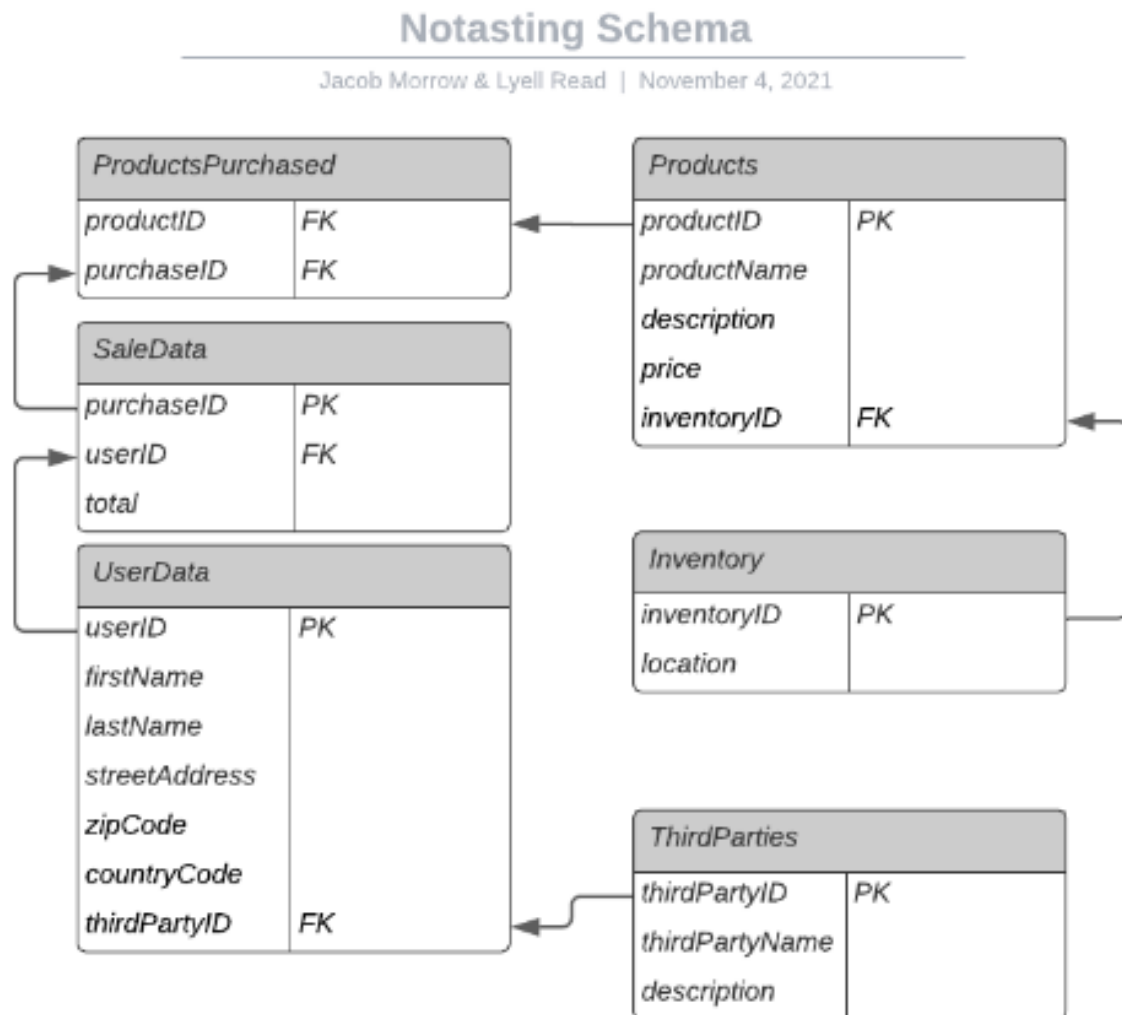 Notasting Schema
Jacob Morrow & Lyell Read | November 4, 2021
ProductsPurchased
productID FK
purchaseID FK
SaleData
purchaseID PK
userID FK
total
UserData
userID PK
firstName
lastName
streetAddress
zipCode
countryCode
thirdPartyID FK
Products
productID PK
productName
description
price
inventoryID FK
Inventory
inventoryID PK
location
ThirdParties
thirdPartyID PK
thirdPartyName
description